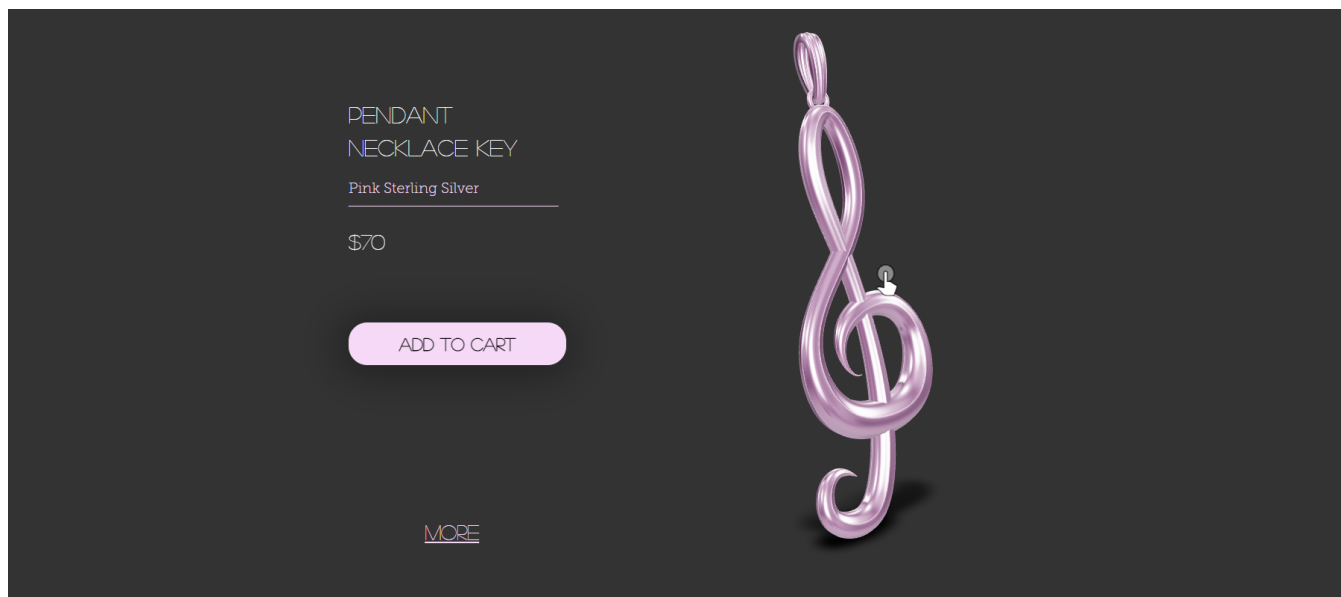 PENDANT
NECKLACE KEY
Pink Sterling Silver
$70
ADD TO CART
MORE